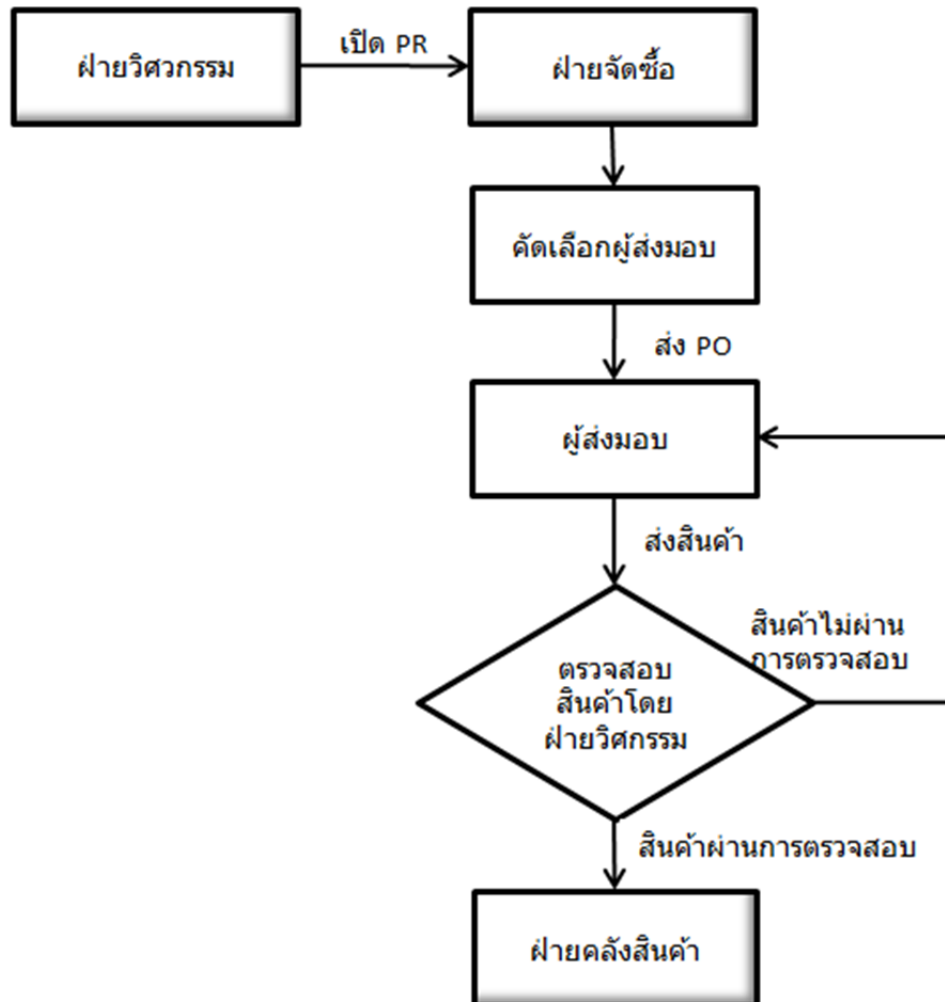 ฝ่ายวิศวกรรม
เปิด PR
ฝ่ายจัดซื้อ
คัดเลือกผู้ส่งมอบ
ส่ง PO
ผู้ส่งมอบ
ส่งสินค้า
สินค้าไม่ผ่าน
การตรวจสอบ
ตรวจสอบ
สินค้าโดย
ฝ่ายวิศกรรม
สินค้าผ่านการตรวจสอบ
ฝ่ายคลังสินค้า